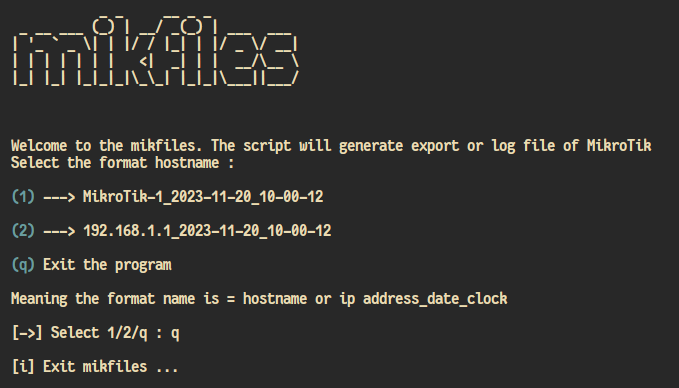 mikfiles
Welcome to the mikfiles. The script will generate export or log file of MikroTik
Select the format hostname :
(1) ---> MikroTik-1_2023-11-20_10-00-12
(2) ---> 192.168.1.1_2023-11-20_10-00-12
(q) Exit the program
Meaning the format name is = hostname or ip address_date_clock
[->] Select 1/2/q : q
[i] Exit mikfiles ...